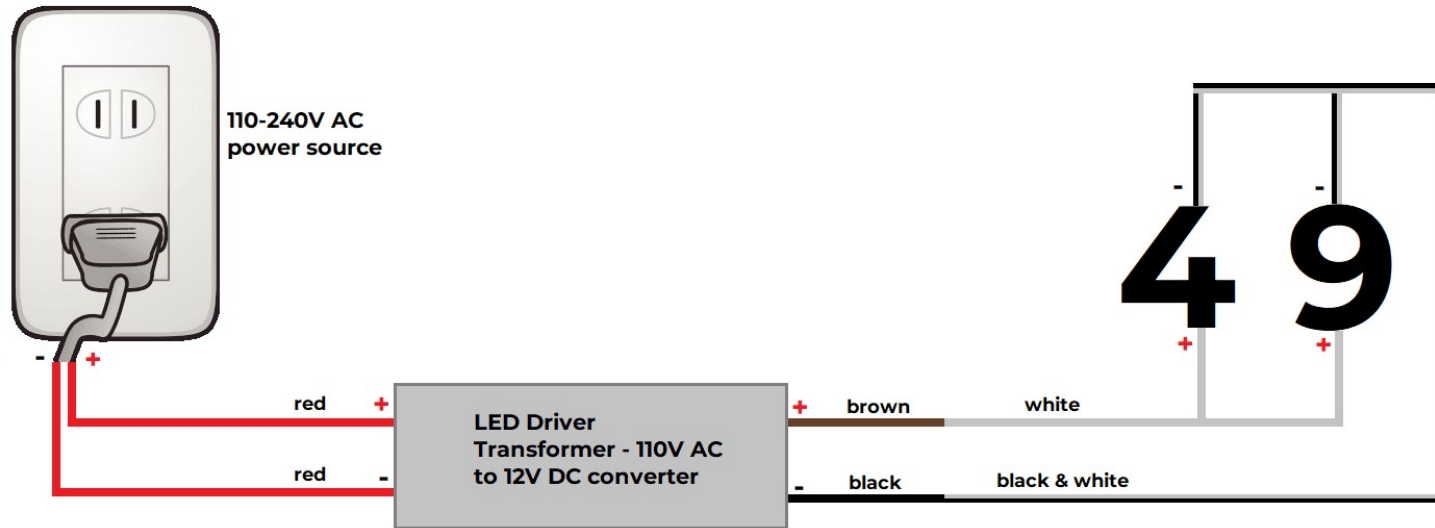 110-240V AC
power source
- -
4 9
- + + +
red + + brown white
LED Driver
Transformer - 110V AC
to 12V DC converter
red - - black black & white